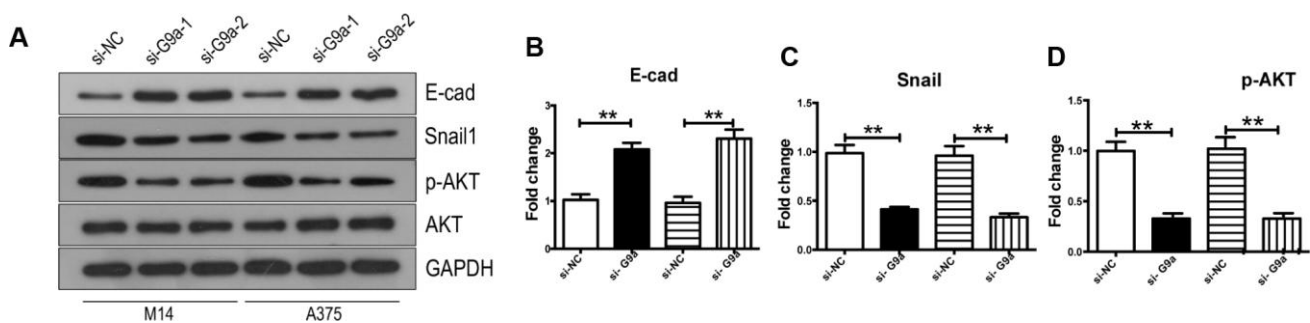 A
si-NC si-G9a-1 si-G9a-2 si-NC si-G9a-1 si-G9a-2
E-cad
Snail1
p-AKT
AKT
GAPDH
M14 A375
B
E-cad
Fold change
3
2
1
0
** **
si-NC si- G9a si-NC si- G9a
C
Snail
Fold change
1.5
1.0
0.5
0.0
** **
si-NC si- G9a si-NC si- G9a
D
p-AKT
Fold change
1.5
1.0
0.5
0.0
** **
si-NC si- G9a si-NC si- G9a